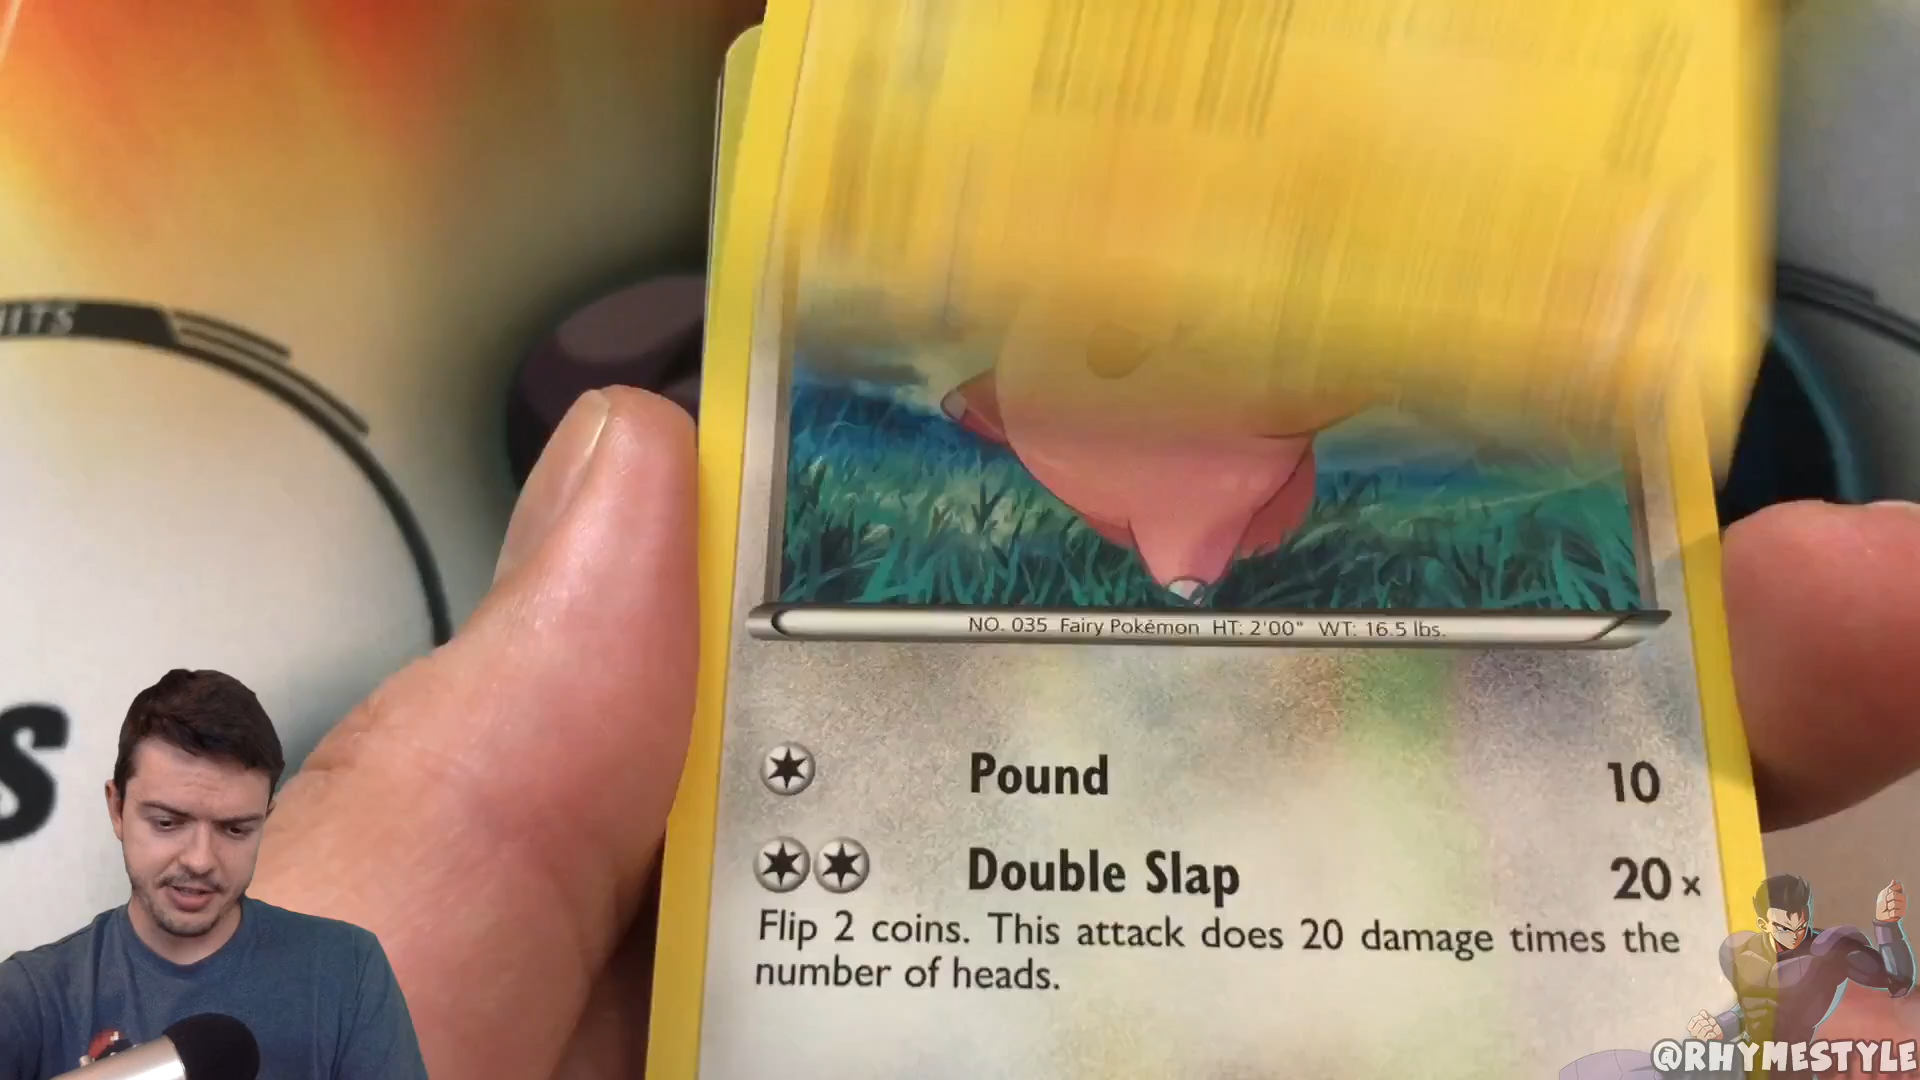 NO. 035 Fairy Pokémon HT: 2'00" WT: 16.5 lbs.
Pound 10
Double Slap 20×
Flip 2 coins. This attack does 20 damage times the
number of heads.
@RHYMESTYLE